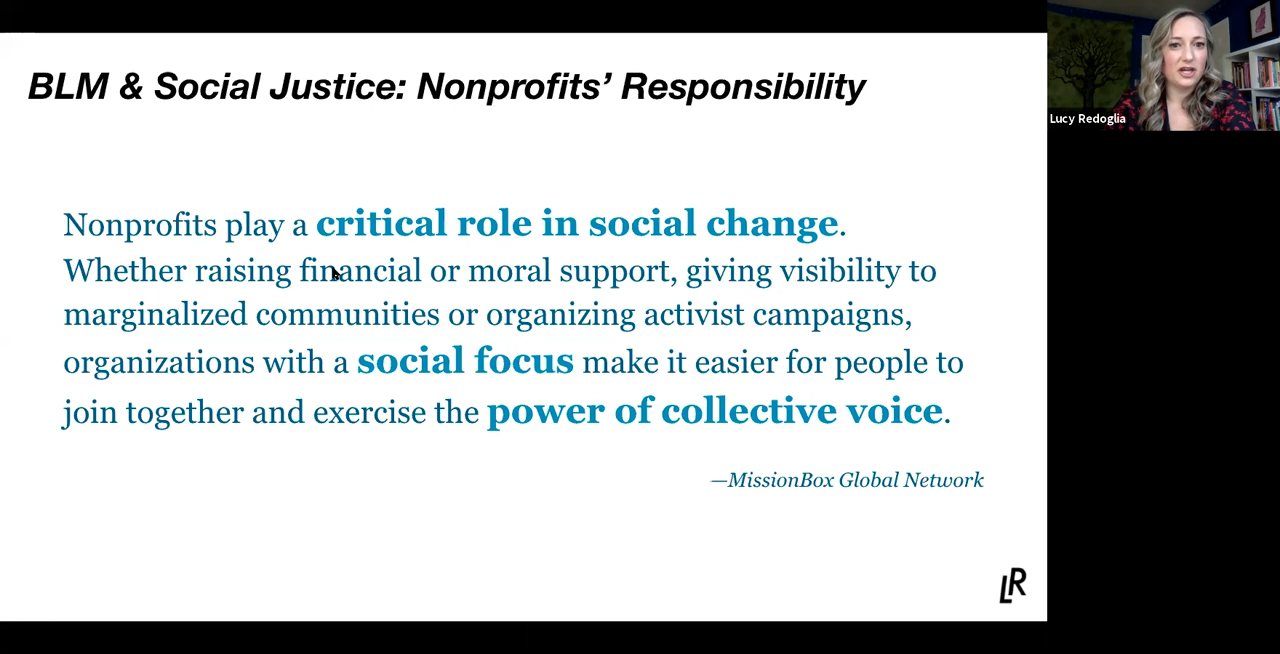 BLM & Social Justice: Nonprofits’ Responsibility
Lucy Redoglia
Nonprofits play a critical role in social change.
Whether raising financial or moral support, giving visibility to
marginalized communities or organizing activist campaigns,
organizations with a social focus make it easier for people to
join together and exercise the power of collective voice.
—MissionBox Global Network
LR